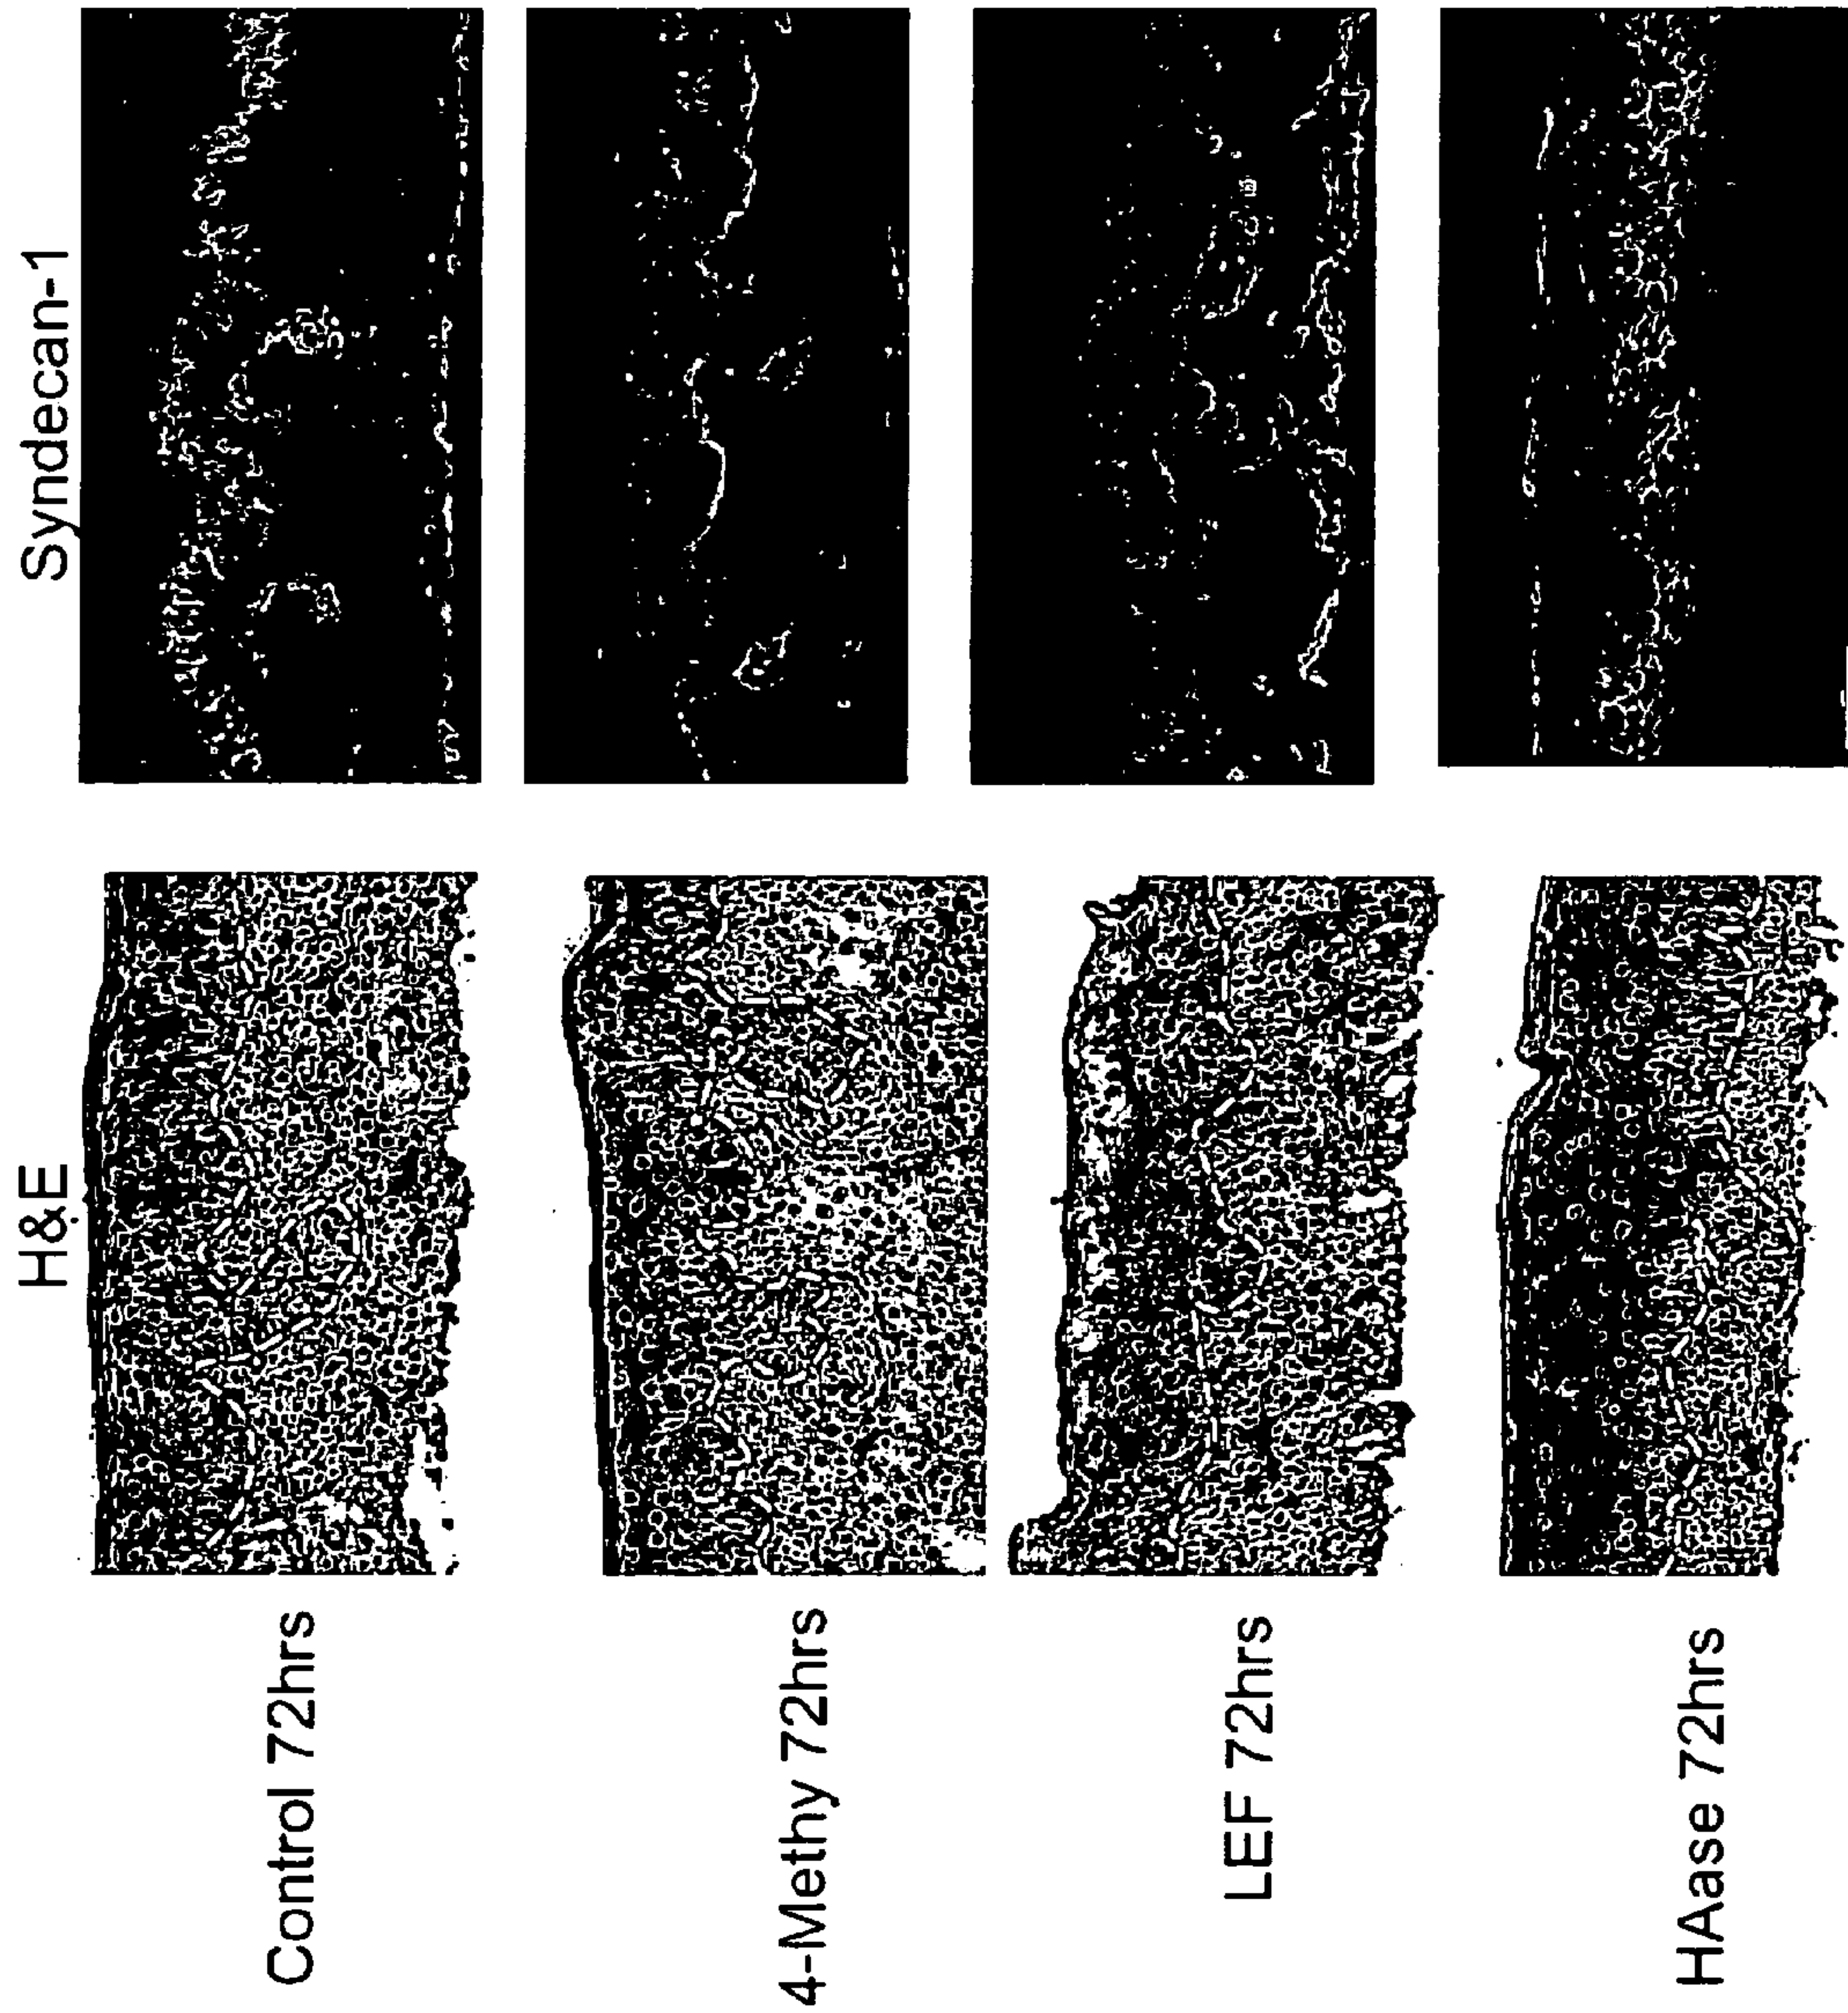 H&E
Syndecan-1
Control 72hrs
4-Methy 72hrs
LEF 72hrs
HAase 72hrs